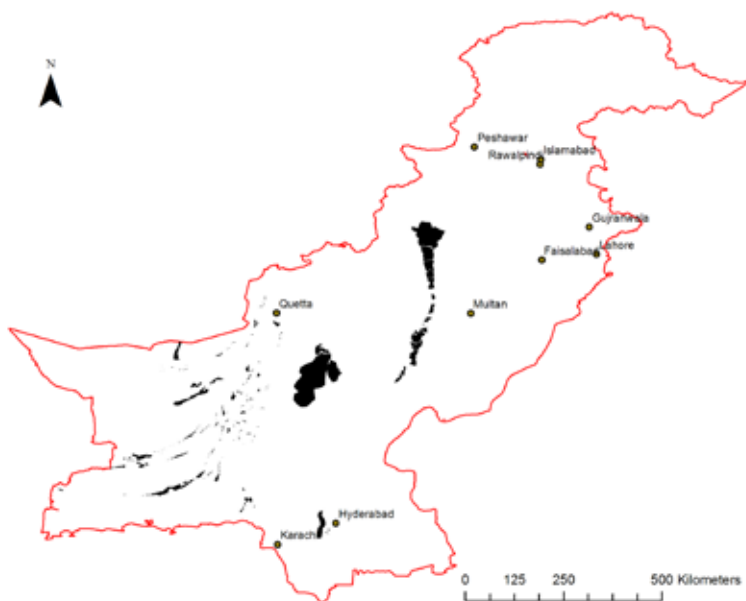 N
Peshawar
Islamabad
Rawalpindi
Gujranwala
Lahore
Faisalabad
Quetta
Multan
Hyderabad
Karachi
0 125 250 500 Kilometers